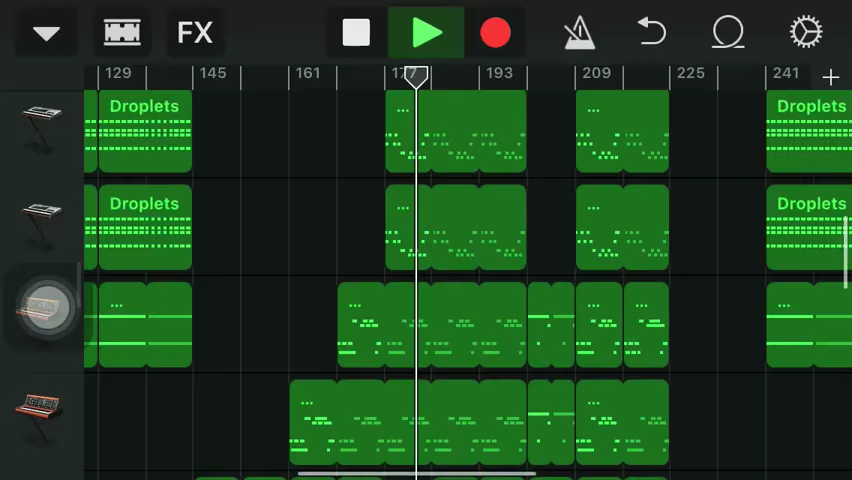 FX
129 145 161 177 193 209 225 241 +
Droplets ... ... Droplets
Droplets ... ... Droplets
... ... ... ... ...
... ...